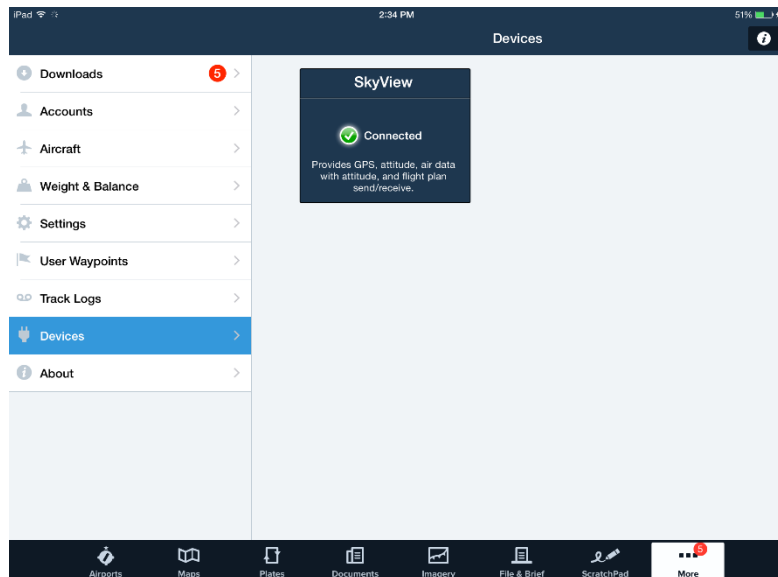 iPad 2:34 PM 51%
Devices
Downloads 5
Accounts
Aircraft
Weight & Balance
Settings
User Waypoints
Track Logs
Devices
About
SkyView
Connected
Provides GPS, attitude, air data
with attitude, and flight plan
send/receive.
5
Airports Maps Plates Documents Imagery File & Brief ScratchPad More